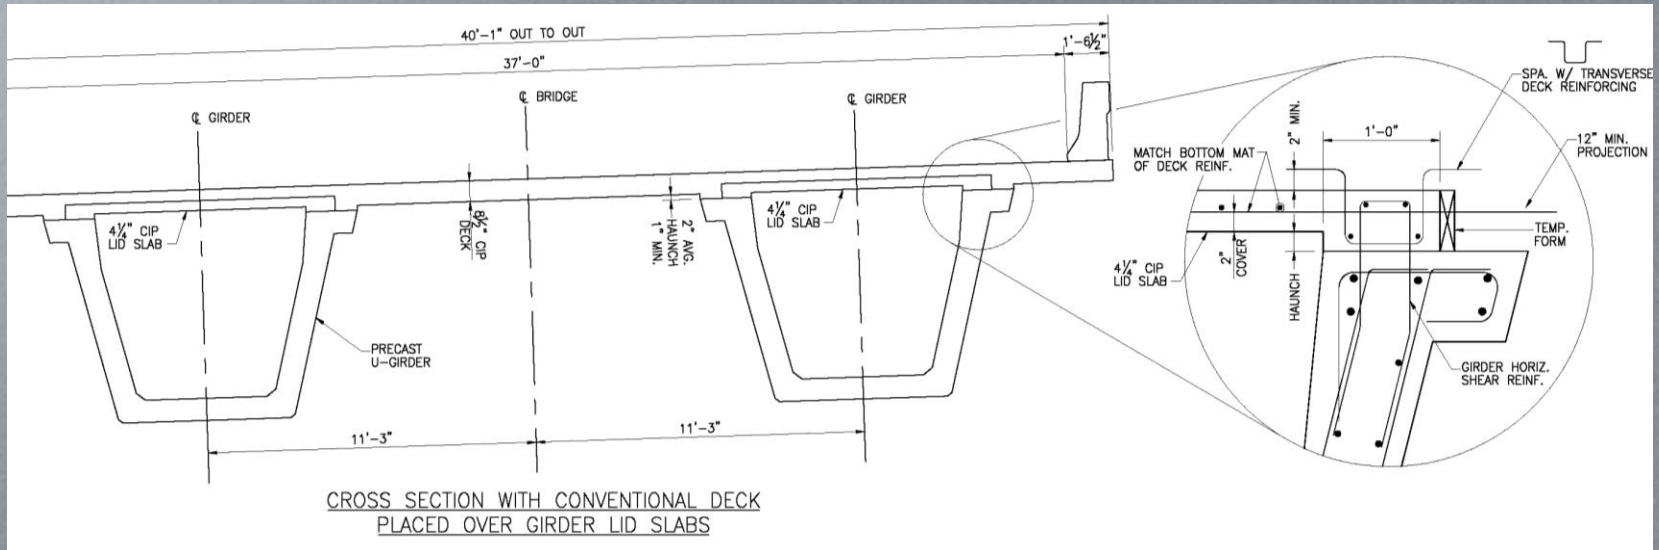 40'-1" OUT TO OUT
1'-6½"
37'-0"
℄ GIRDER
℄ BRIDGE
℄ GIRDER
4¼" CIP
LID SLAB
8½" CIP
DECK
2" AVG.
HAUNCH
1" MIN.
4¼" CIP
LID SLAB
PRECAST
U-GIRDER
11'-3"
11'-3"
CROSS SECTION WITH CONVENTIONAL DECK
PLACED OVER GIRDER LID SLABS
SPA. W/ TRANSVERSE
DECK REINFORCING
2" MIN.
1'-0"
12" MIN.
PROJECTION
MATCH BOTTOM MAT
OF DECK REINF.
TEMP.
FORM
2"
COVER
4¼" CIP
LID SLAB
HAUNCH
GIRDER HORIZ.
SHEAR REINF.